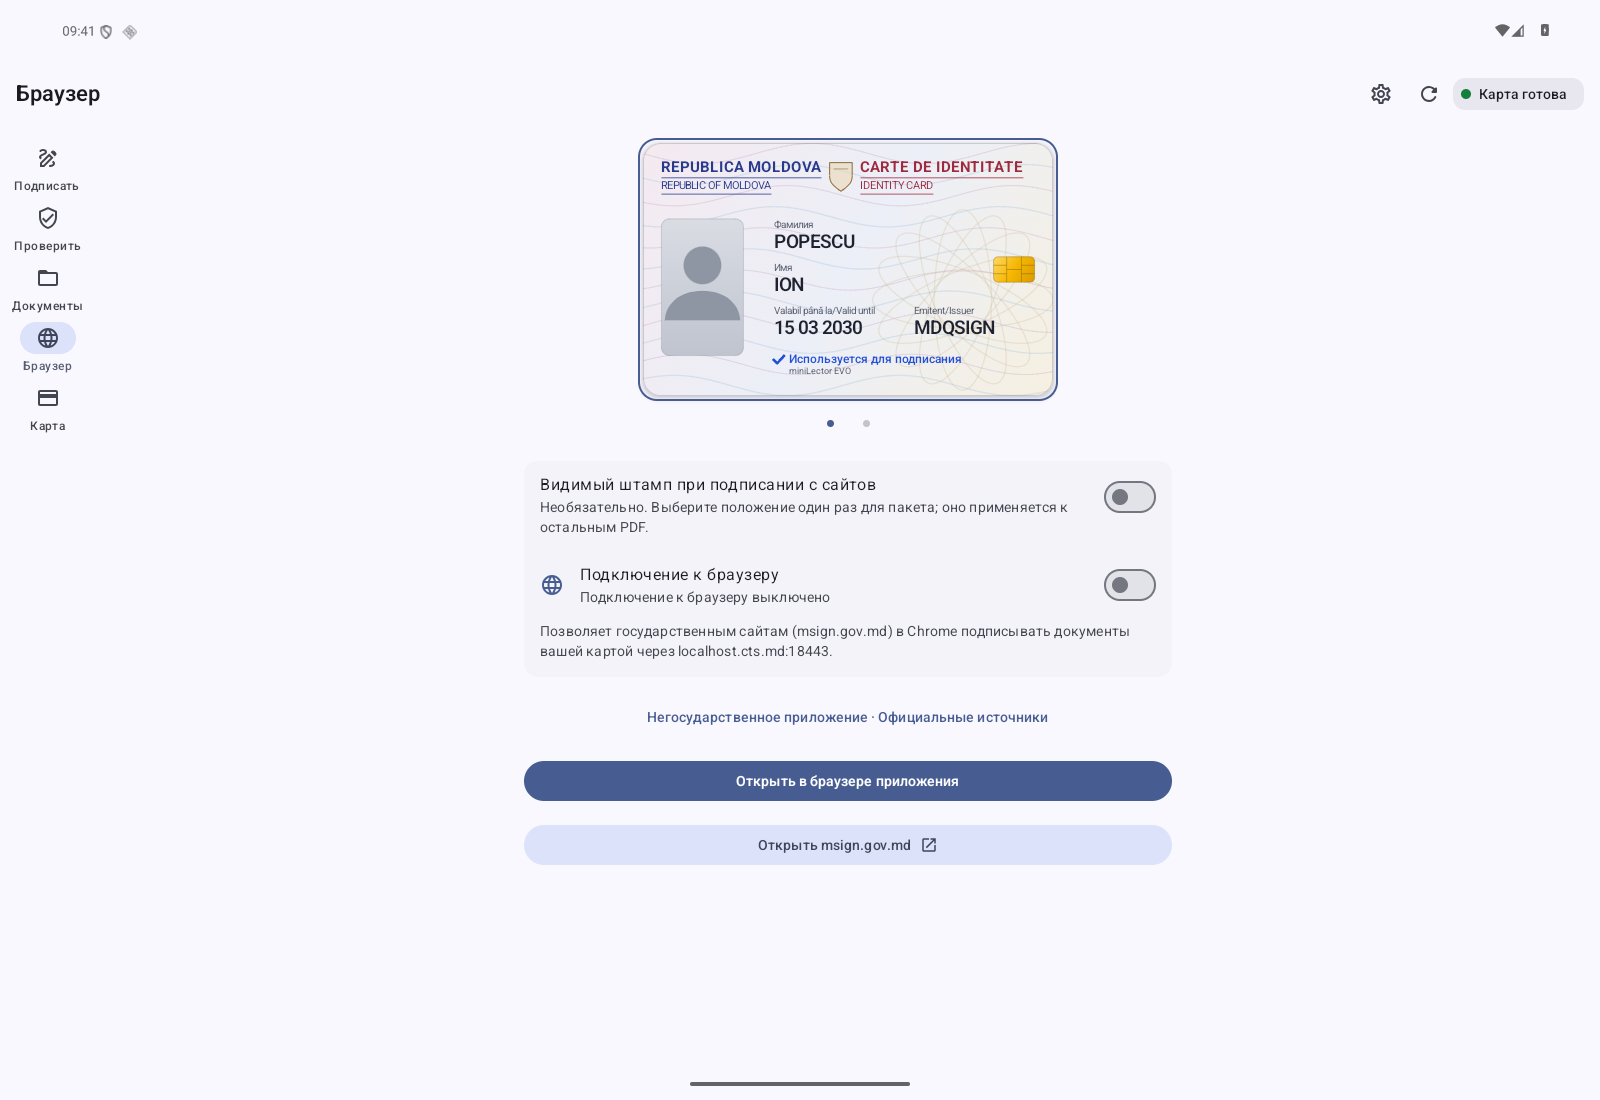 09:41
Браузер
Карта готова
Подписать
Проверить
Документы
Браузер
Карта
REPUBLICA MOLDOVA
REPUBLIC OF MOLDOVA
CARTE DE IDENTITATE
IDENTITY CARD
Фамилия
POPESCU
Имя
ION
Valabil până la/Valid until
15 03 2030
Emitent/Issuer
MDQSIGN
Используется для подписания
miniLector EVO
Видимый штамп при подписании с сайтов
Необязательно. Выберите положение один раз для пакета; оно применяется к
остальным PDF.
Подключение к браузеру
Подключение к браузеру выключено
Позволяет государственным сайтам (msign.gov.md) в Chrome подписывать документы
вашей картой через localhost.cts.md:18443.
Негосударственное приложение · Официальные источники
Открыть в браузере приложения
Открыть msign.gov.md